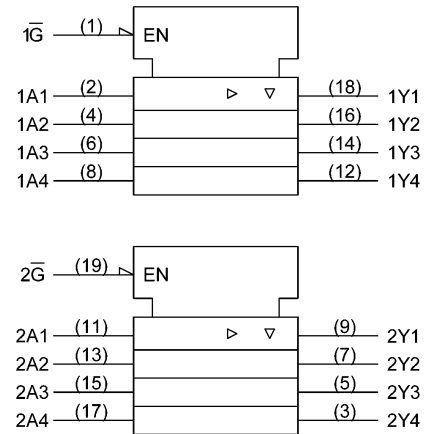 1G̅ (1) EN
1A1 (2) (18) 1Y1
1A2 (4) (16) 1Y2
1A3 (6) (14) 1Y3
1A4 (8) (12) 1Y4
2G̅ (19) EN
2A1 (11) (9) 2Y1
2A2 (13) (7) 2Y2
2A3 (15) (5) 2Y3
2A4 (17) (3) 2Y4